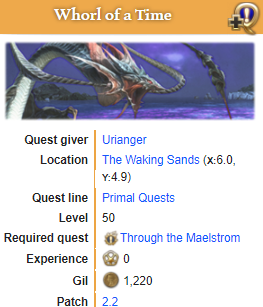 Whorl of a Time
Quest giver Urianger
Location The Waking Sands (X:6.0,
Y:4.9)
Quest line Primal Quests
Level 50
Required quest Through the Maelstrom
Experience 0
Gil 1,220
Patch 2.2